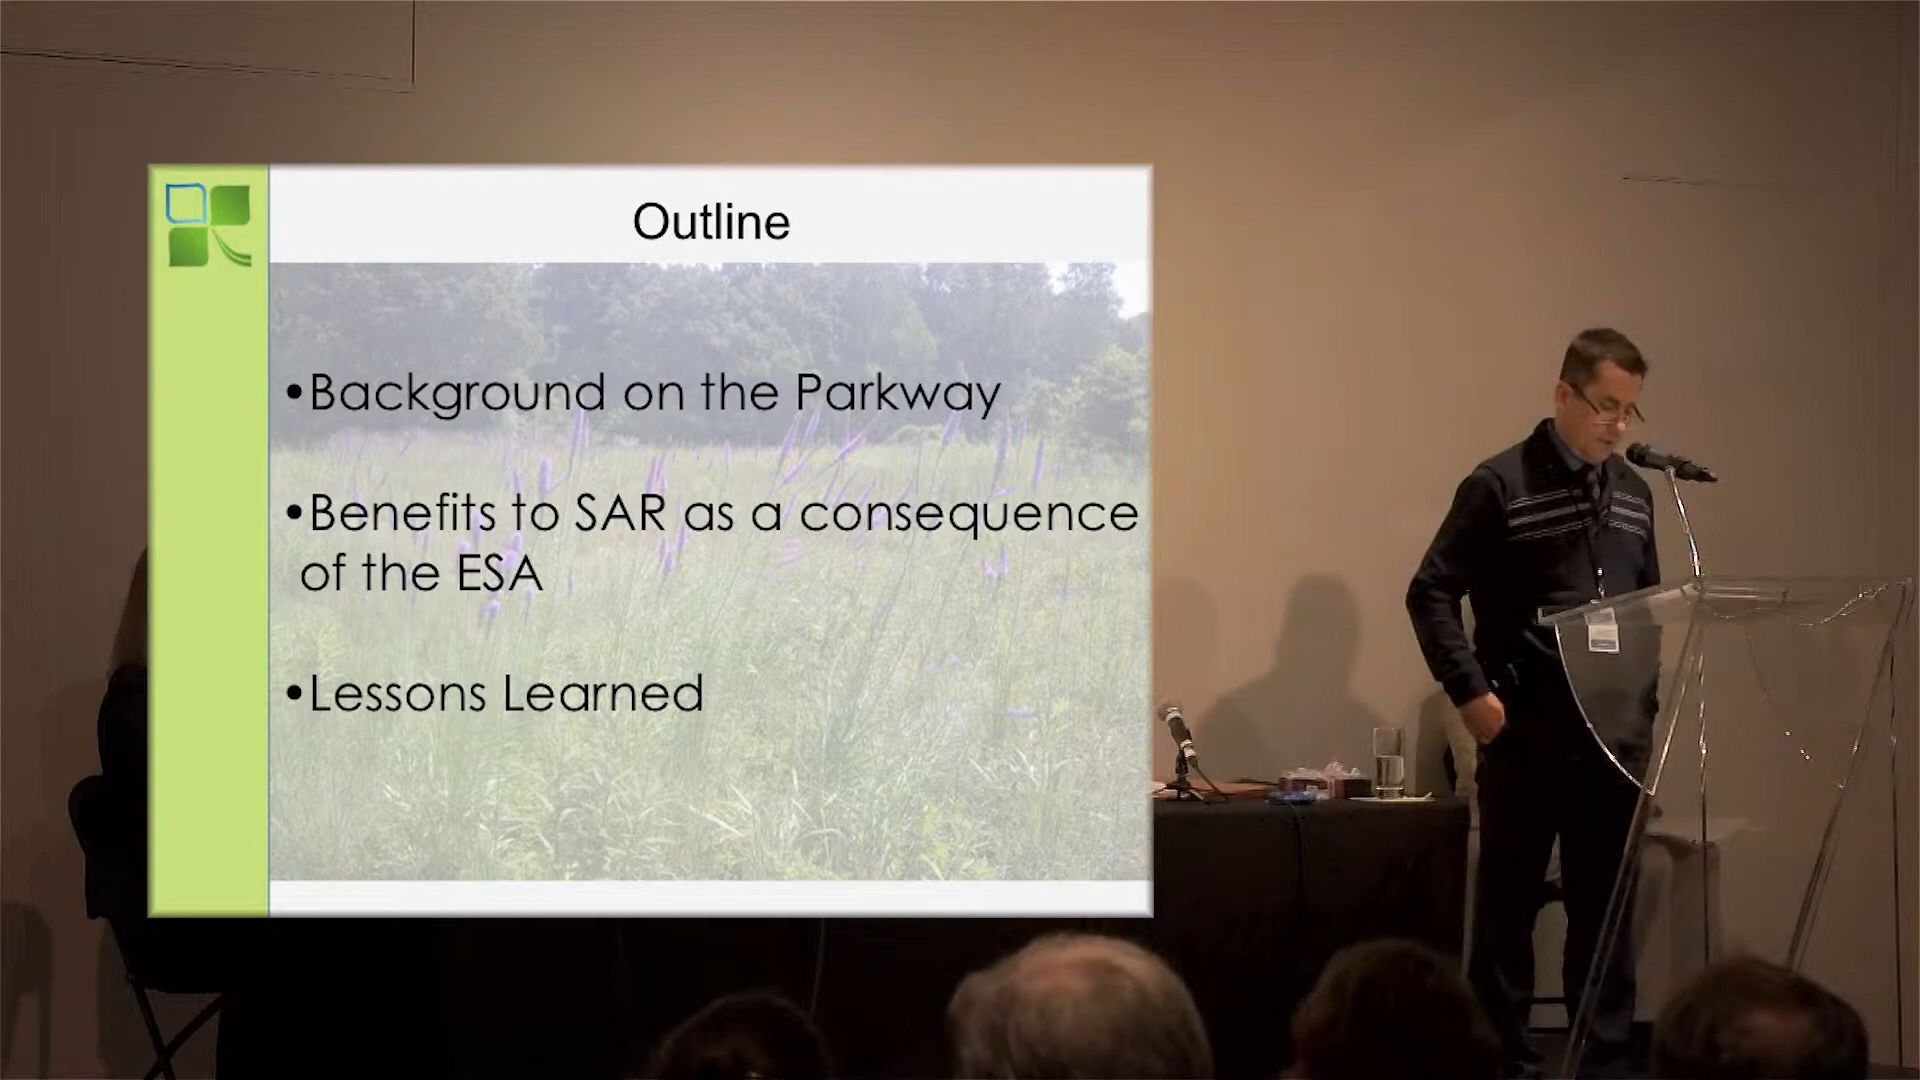 Outline
•Background on the Parkway
•Benefits to SAR as a consequence
of the ESA
•Lessons Learned